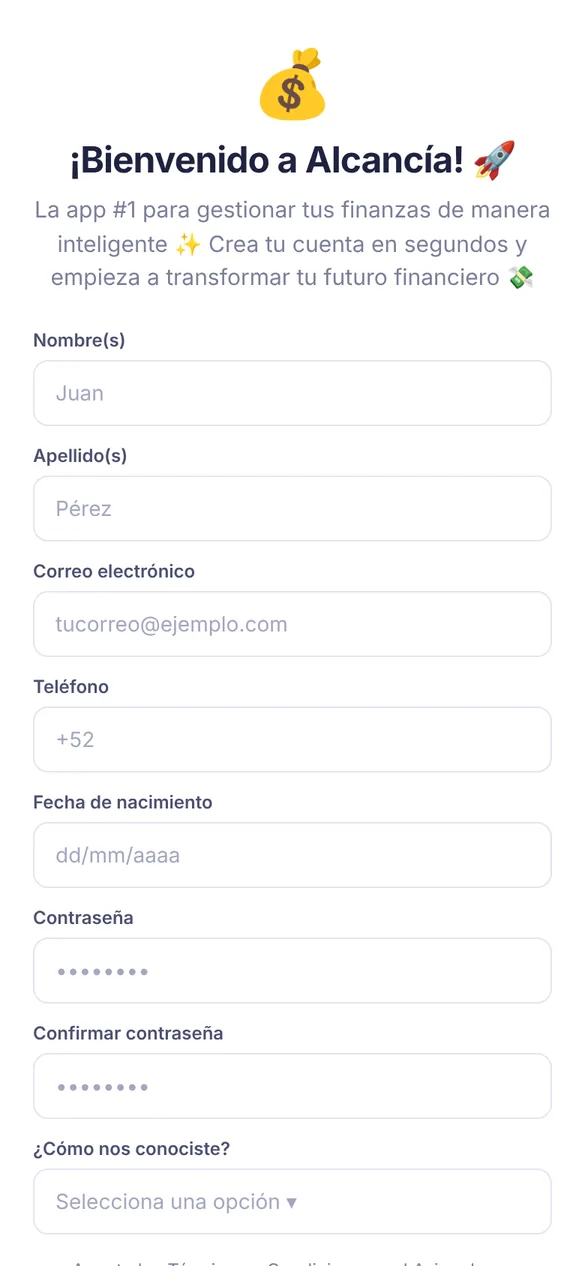 ¡Bienvenido a Alcancía! 🚀
La app #1 para gestionar tus finanzas de manera
inteligente ✨ Crea tu cuenta en segundos y
empieza a transformar tu futuro financiero 💸
Nombre(s)
Juan
Apellido(s)
Pérez
Correo electrónico
tucorreo@ejemplo.com
Teléfono
+52
Fecha de nacimiento
dd/mm/aaaa
Contraseña
••••••••
Confirmar contraseña
••••••••
¿Cómo nos conociste?
Selecciona una opción ▾